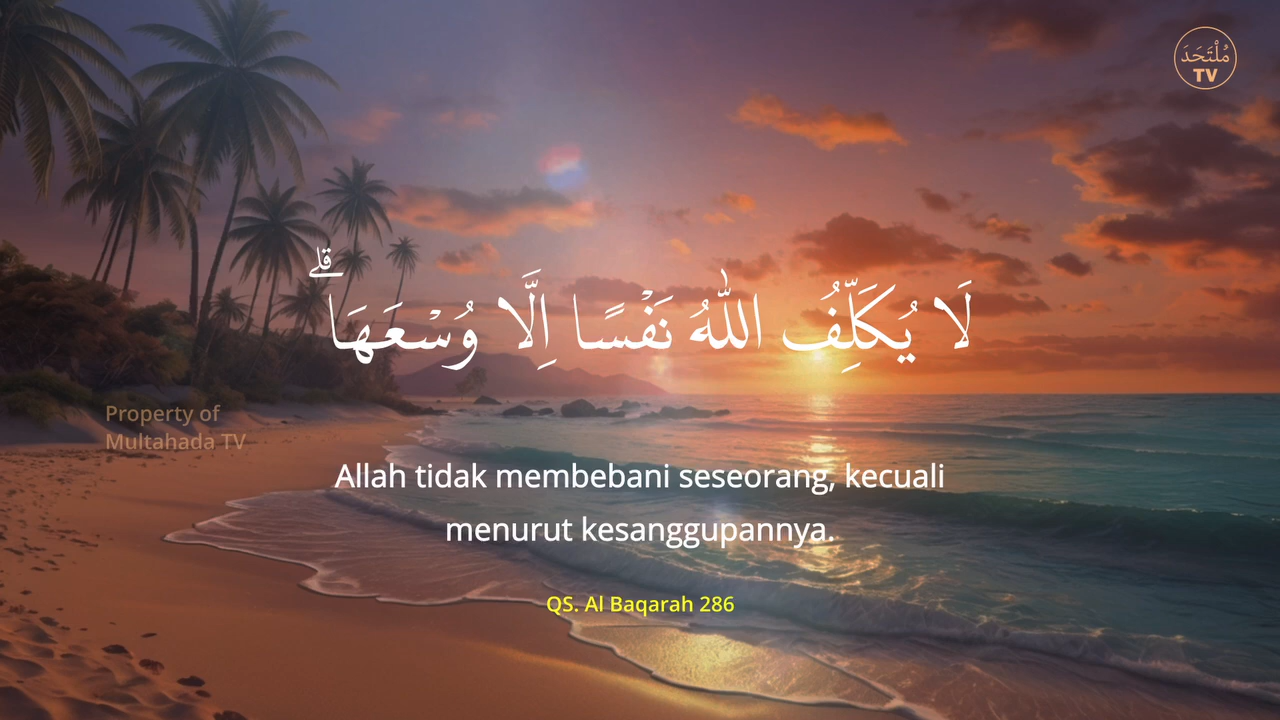 مُلْتَحَدَ
TV
لَا يُكَلِّفُ اللّٰهُ نَفْسًا اِلَّا وُسْعَهَاۗ
Property of
Multahada TV
Allah tidak membebani seseorang, kecuali
menurut kesanggupannya.
QS. Al Baqarah 286